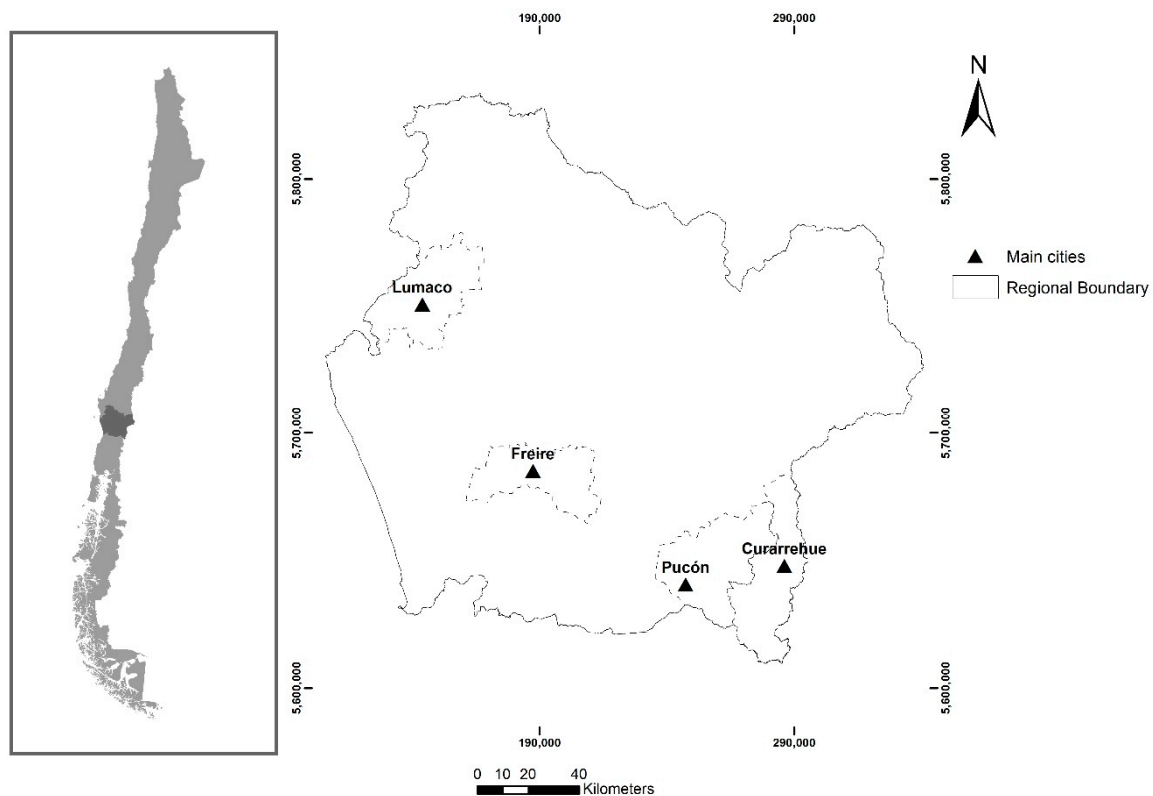 190,000
290,000
N
5,800,000
5,800,000
Main cities
Regional Boundary
Lumaco
5,700,000
5,700,000
Freire
Curarrehue
Pucón
5,600,000
5,600,000
190,000
290,000
0 10 20 40
Kilometers